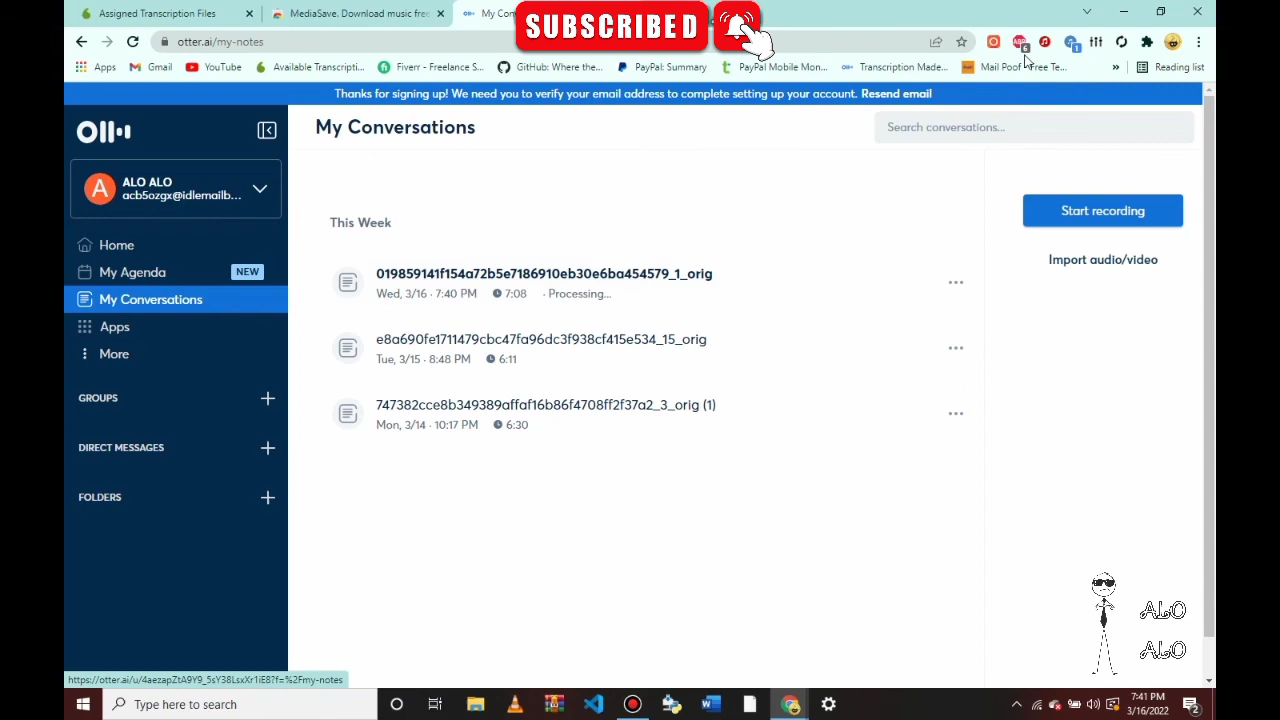 Assigned Transcription Files
MediaSave. Download music free
My Con
SUBSCRIBED
otter.ai/my-notes
6
1
Apps
Gmail
YouTube
Available Transcripti...
Fiverr - Freelance S...
GitHub: Where the...
PayPal: Summary
PayPal Mobile Mon...
Transcription Made...
Mail Poof - Free Te...
»
Reading list
Thanks for signing up! We need to verify your email address to complete setting up your account. Resend email
My Conversations
Search conversations...
A
ALO ALO
acb5ozgx@idlemailb...
Home
My Agenda
NEW
My Conversations
Apps
More
GROUPS
DIRECT MESSAGES
FOLDERS
This Week
019859141f154a72b5e7186910eb30e6ba454579_1_orig
Wed, 3/16 · 7:40 PM 7:08 · Processing...
e8a690fe1711479cbc47fa96dc3f938cf415e534_15_orig
Tue, 3/15 · 8:48 PM 6:11
747382cce8b349389affaf16b86f4708ff2f37a2_3_orig (1)
Mon, 3/14 · 10:17 PM 6:30
Start recording
Import audio/video
ALO
ALO
https://otter.ai/u/4aezapZtA9Y9_5sY38LsxXr1iE8?f=%2Fmy-notes
Type here to search
7:41 PM
3/16/2022
2